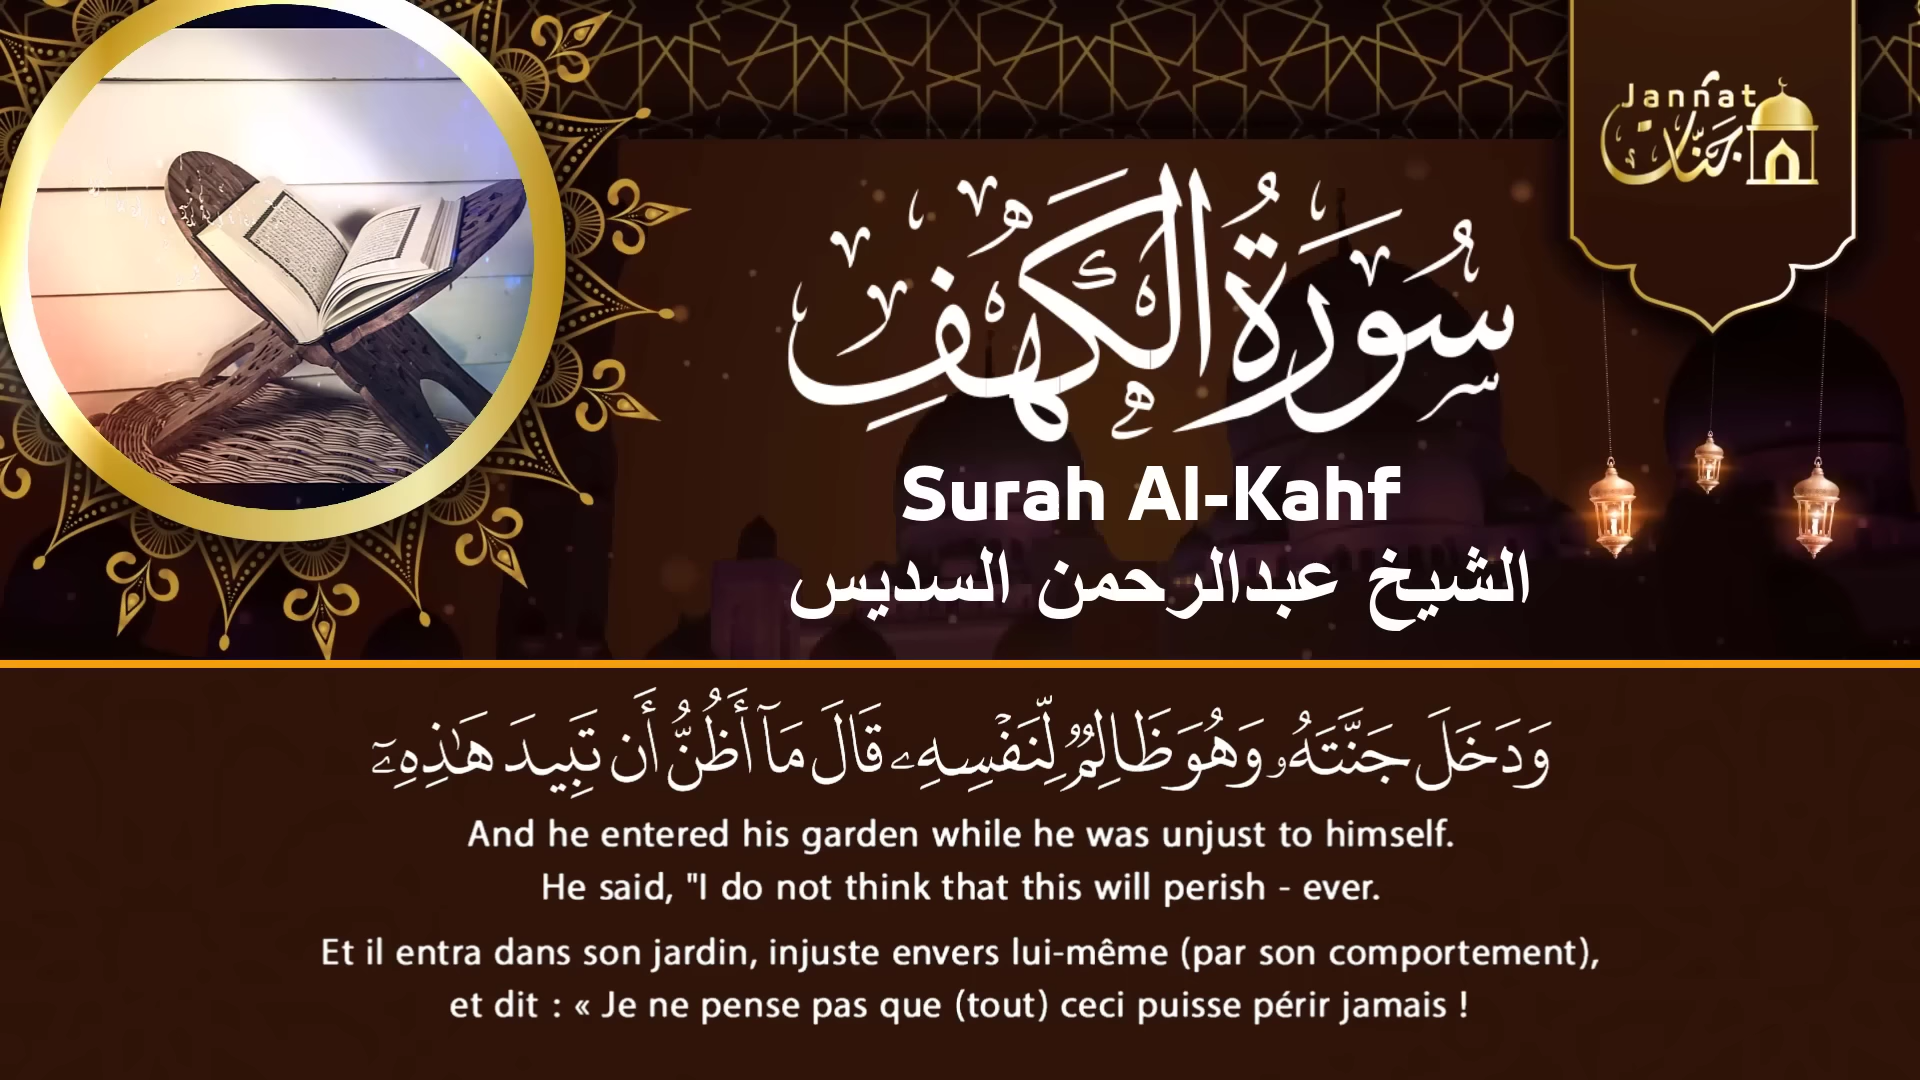 Jannat
جَنَّات
سُورَةُ الْكَهْفِ
Surah Al-Kahf
الشيخ عبدالرحمن السديس
وَدَخَلَ جَنَّتَهُۥ وَهُوَ ظَالِمٌۭ لِّنَفْسِهِۦ قَالَ مَآ أَظُنُّ أَن تَبِيدَ هَـٰذِهِۦٓ
And he entered his garden while he was unjust to himself.
He said, "I do not think that this will perish - ever.
Et il entra dans son jardin, injuste envers lui-même (par son comportement),
et dit : « Je ne pense pas que (tout) ceci puisse périr jamais !